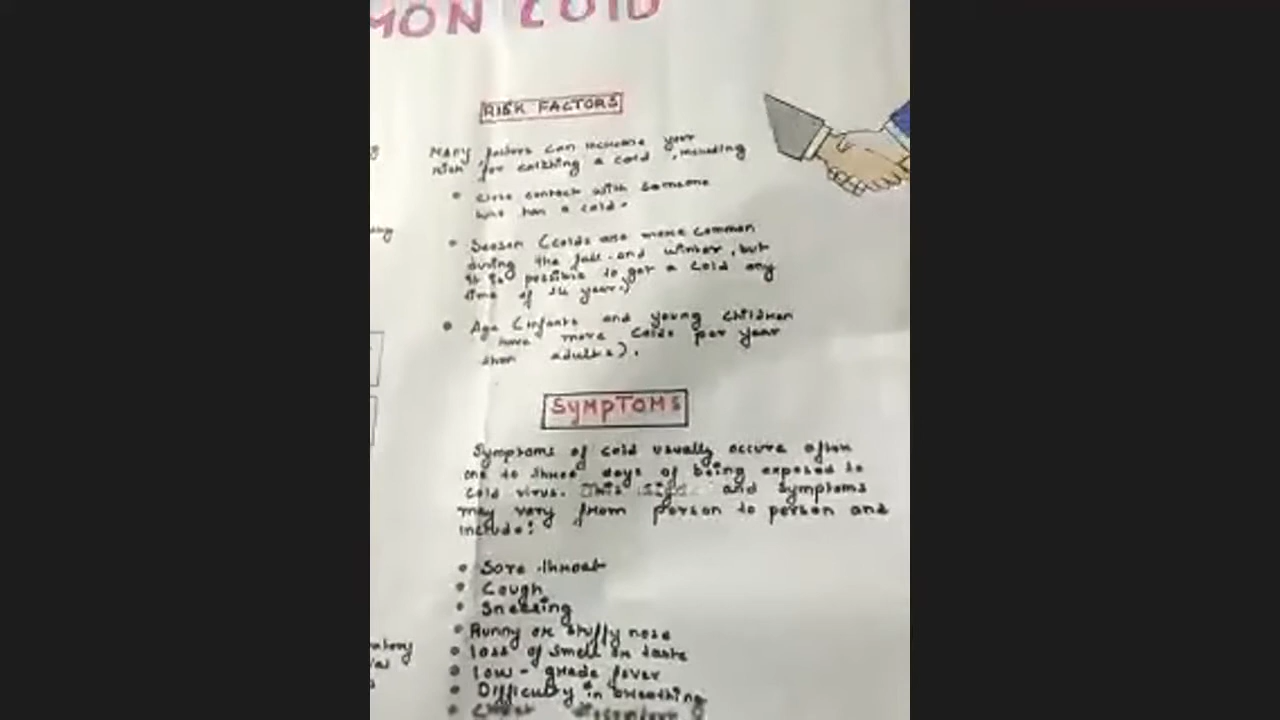 MON COLD
RISK FACTORS
Many factors can increase your
risk for catching a cold, including
• close contact with someone
who has a cold.
• Season (colds are more common
during the fall and winter, but
it is possible to get a cold any
time of the year.)
• Age (infants and young children
have more colds per year
than adults).
SYMPTOMS
Symptoms of cold usually occurs after
one to three days of being exposed to
cold virus. This and symptoms
may vary from person to person and
include:
• Sore throat
• Cough
• Sneezing
• Runny or stuffy nose
• loss of smell or taste
• low-grade fever
• Difficulty in breathing